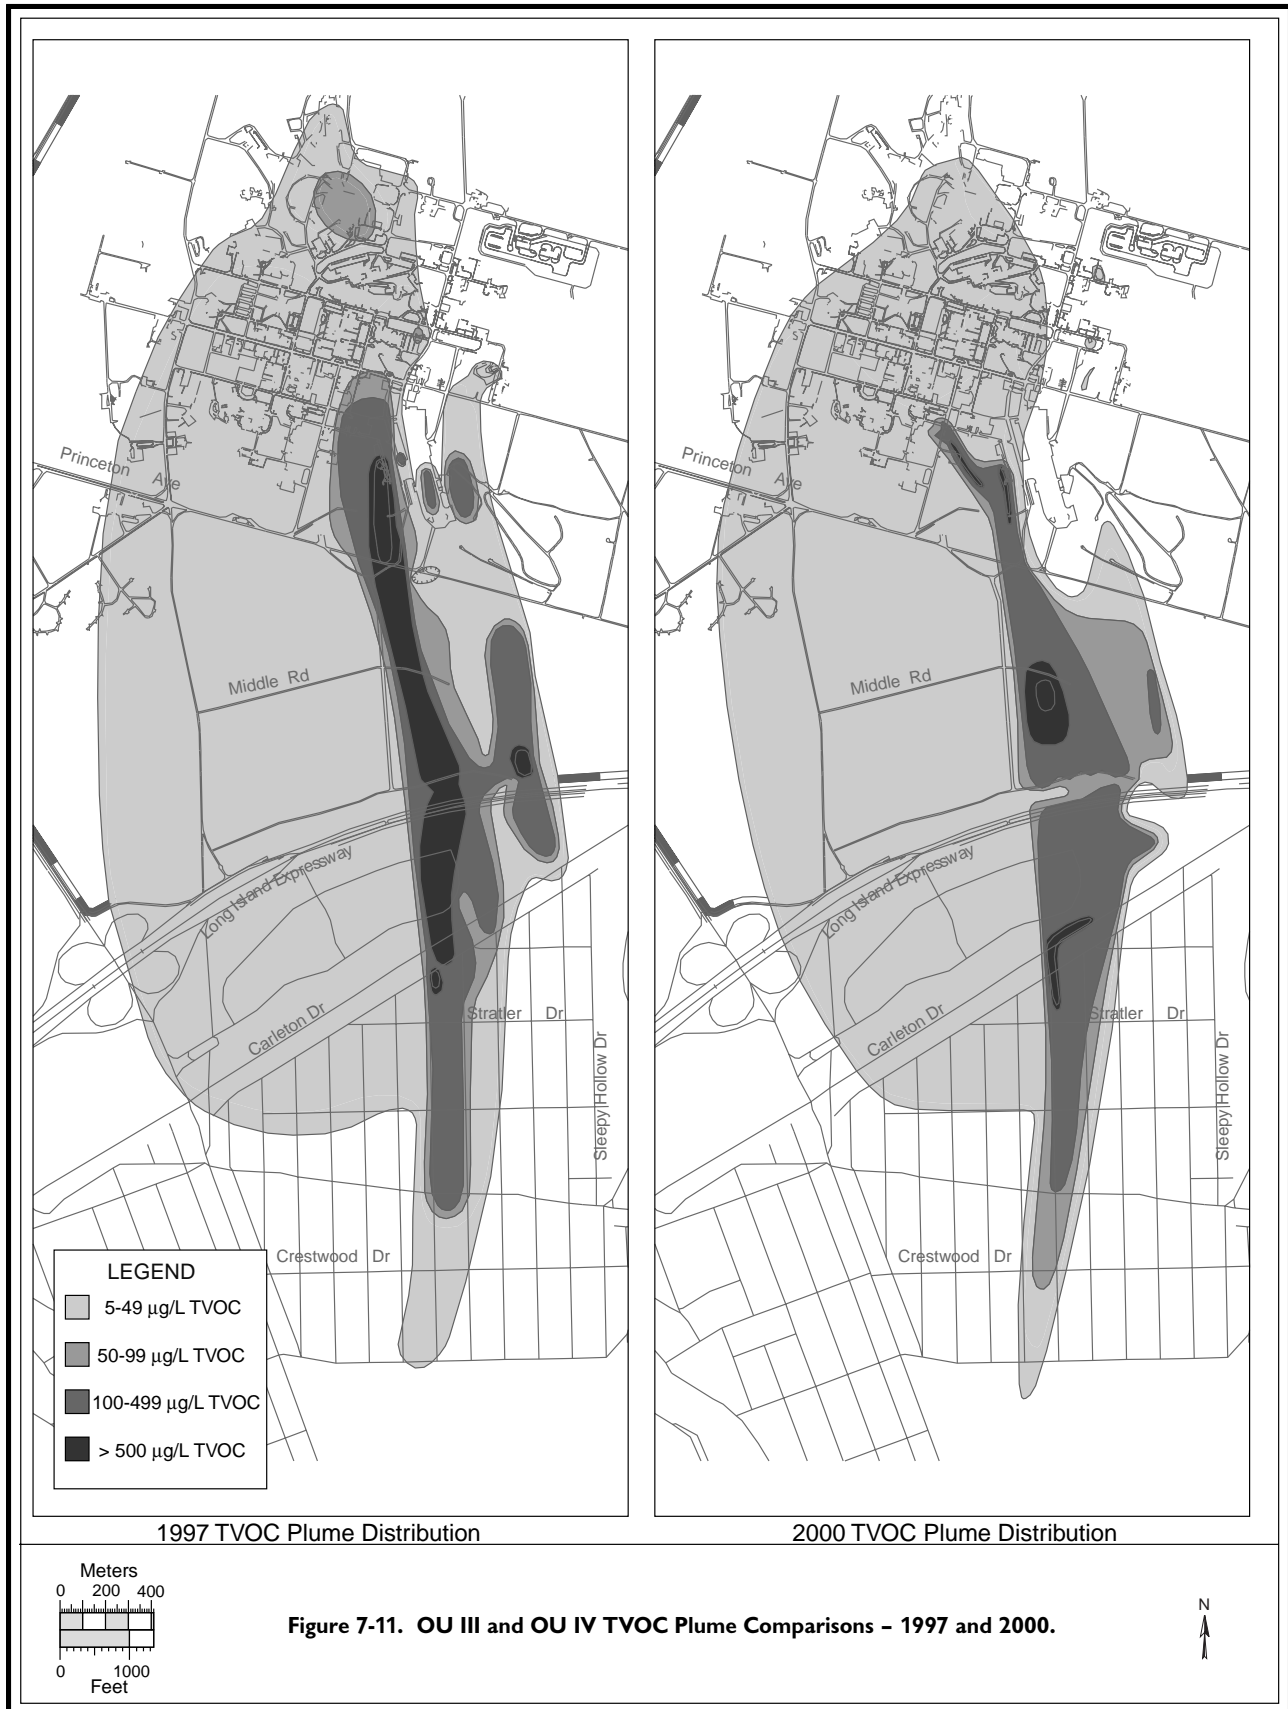 Princeton Ave
Middle Rd
Long Island Expressway
Carleton Dr
Stratler Dr
Sleepy Hollow Dr
Crestwood Dr
LEGEND
5-49 µg/L TVOC
50-99 µg/L TVOC
100-499 µg/L TVOC
> 500 µg/L TVOC
1997 TVOC Plume Distribution
Princeton Ave
Middle Rd
Long Island Expressway
Carleton Dr
Stratler Dr
Sleepy Hollow Dr
Crestwood Dr
2000 TVOC Plume Distribution
Meters
0 200 400
0 1000
Feet
Figure 7-11. OU III and OU IV TVOC Plume Comparisons – 1997 and 2000.
N